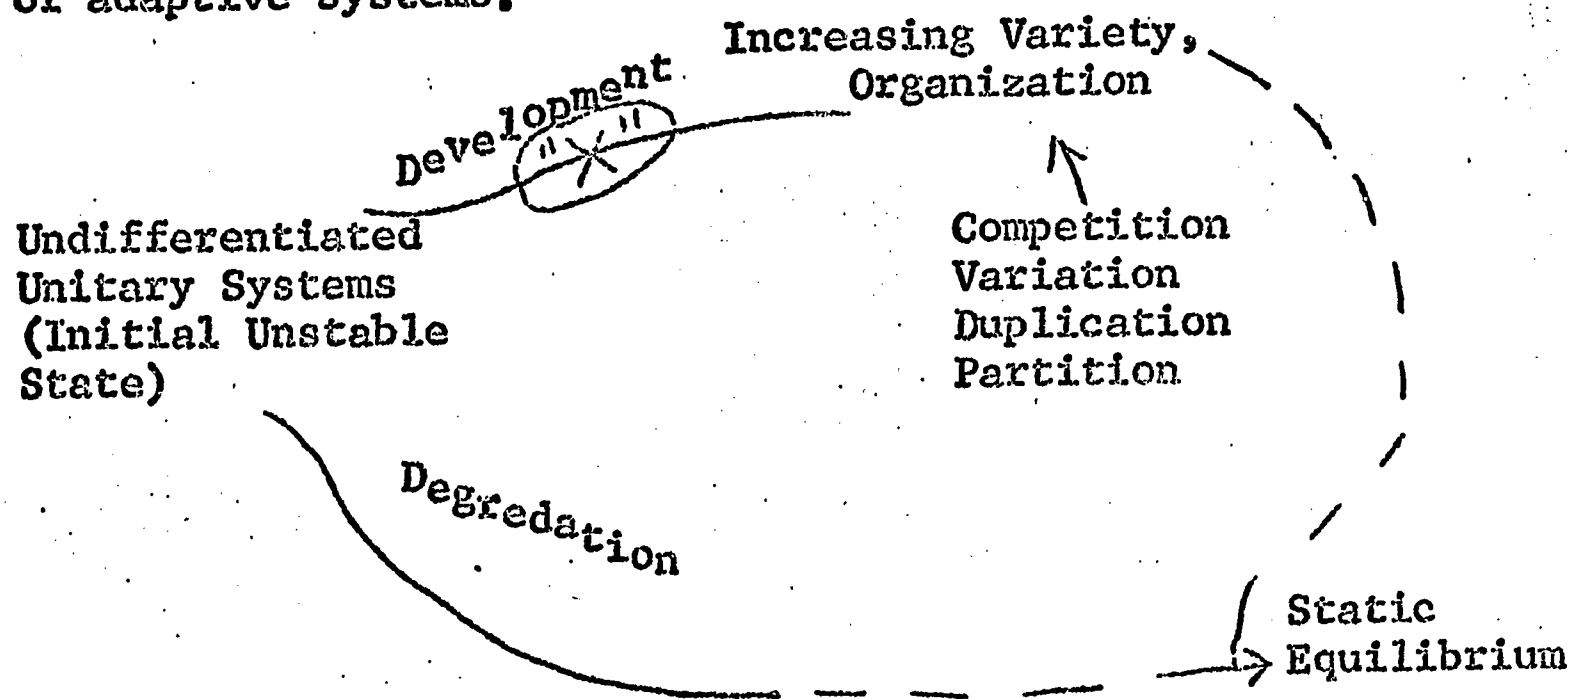 of adaptive systems.
Increasing Variety,
Organization
Development
Undifferentiated
Unitary Systems
(Initial Unstable
State)
Competition
Variation
Duplication
Partition
Degredation
Static
Equilibrium